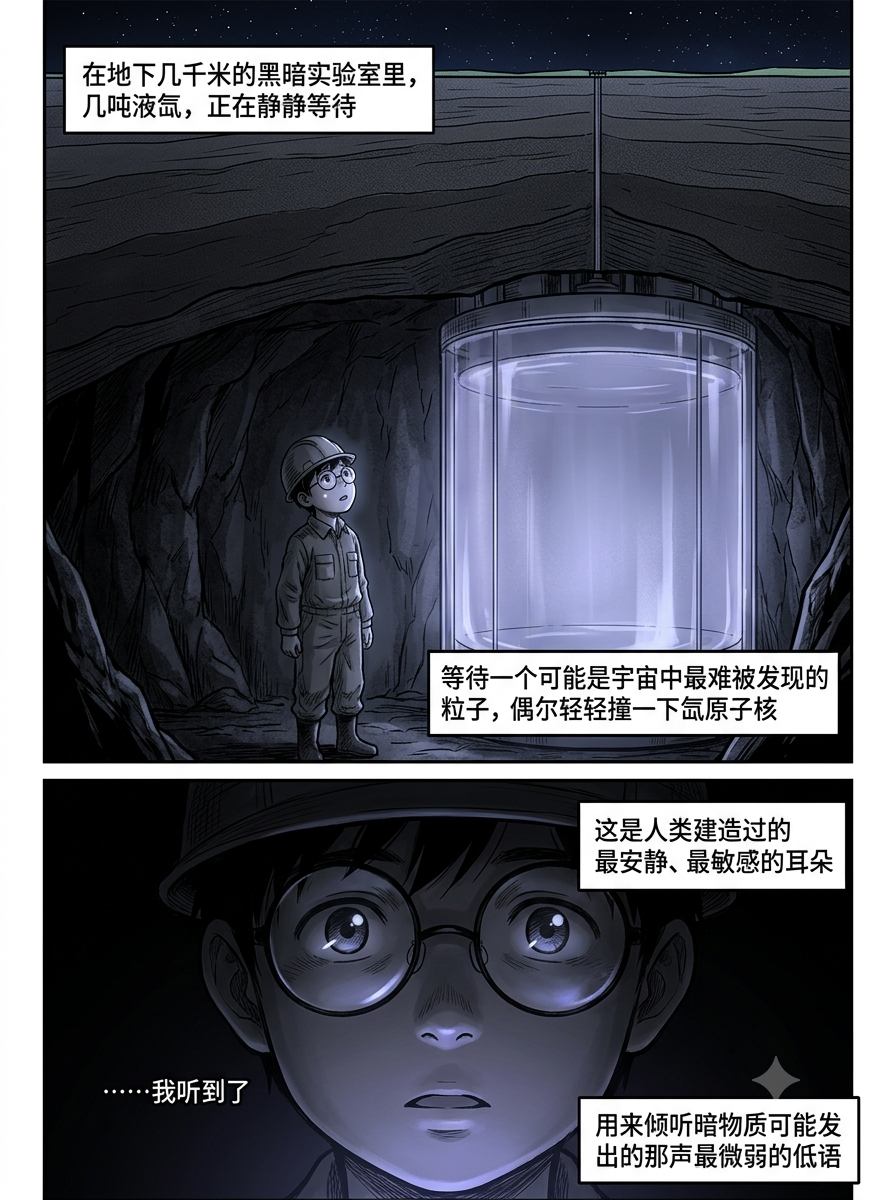 在地下几千米的黑暗实验室里，
几吨液氙，正在静静等待
等待一个可能是宇宙中最难被发现的
粒子，偶尔轻轻撞一下氙原子核
这是人类建造过的
最安静、最敏感的耳朵
……我听到了
用来倾听暗物质可能发
出的那声最微弱的低语